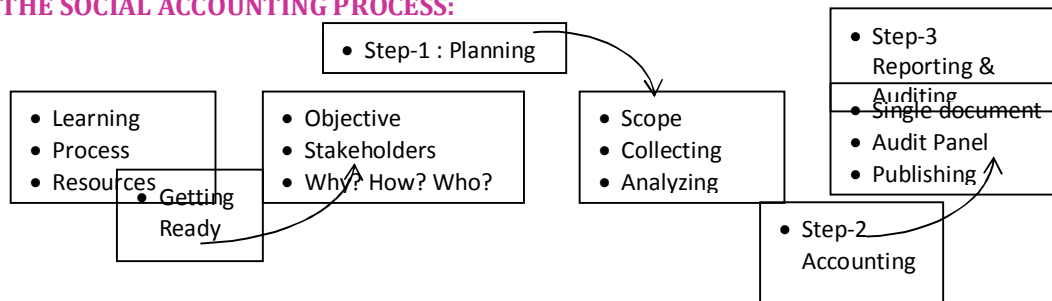 THE SOCIAL ACCOUNTING PROCESS:
• Learning
• Process
• Resources
• Getting
Ready
• Objective
• Stakeholders
• Why? How? Who?
• Step-1 : Planning
• Scope
• Collecting
• Analyzing
• Step-2
Accounting
• Step-3
Reporting &
Auditing
• Single document
• Audit Panel
• Publishing